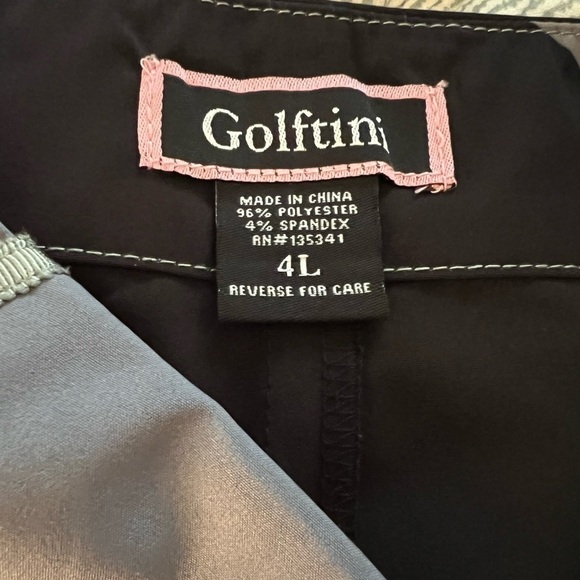 Golftini
MADE IN CHINA
96% POLYESTER
4% SPANDEX
RN#135341
4L
REVERSE FOR CARE